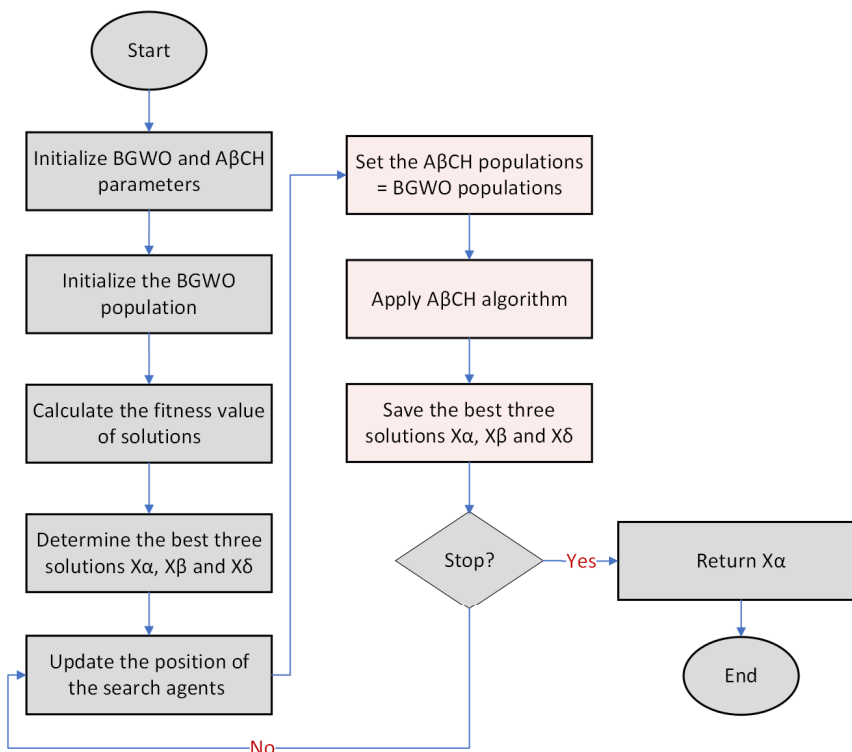 Start
Initialize BGWO and AβCH
parameters
Initialize the BGWO
population
Calculate the fitness value
of solutions
Determine the best three
solutions Xα, Xβ and Xδ
Update the position of
the search agents
Set the AβCH populations
= BGWO populations
Apply AβCH algorithm
Save the best three
solutions Xα, Xβ and Xδ
Stop?
Yes
No
Return Xα
End